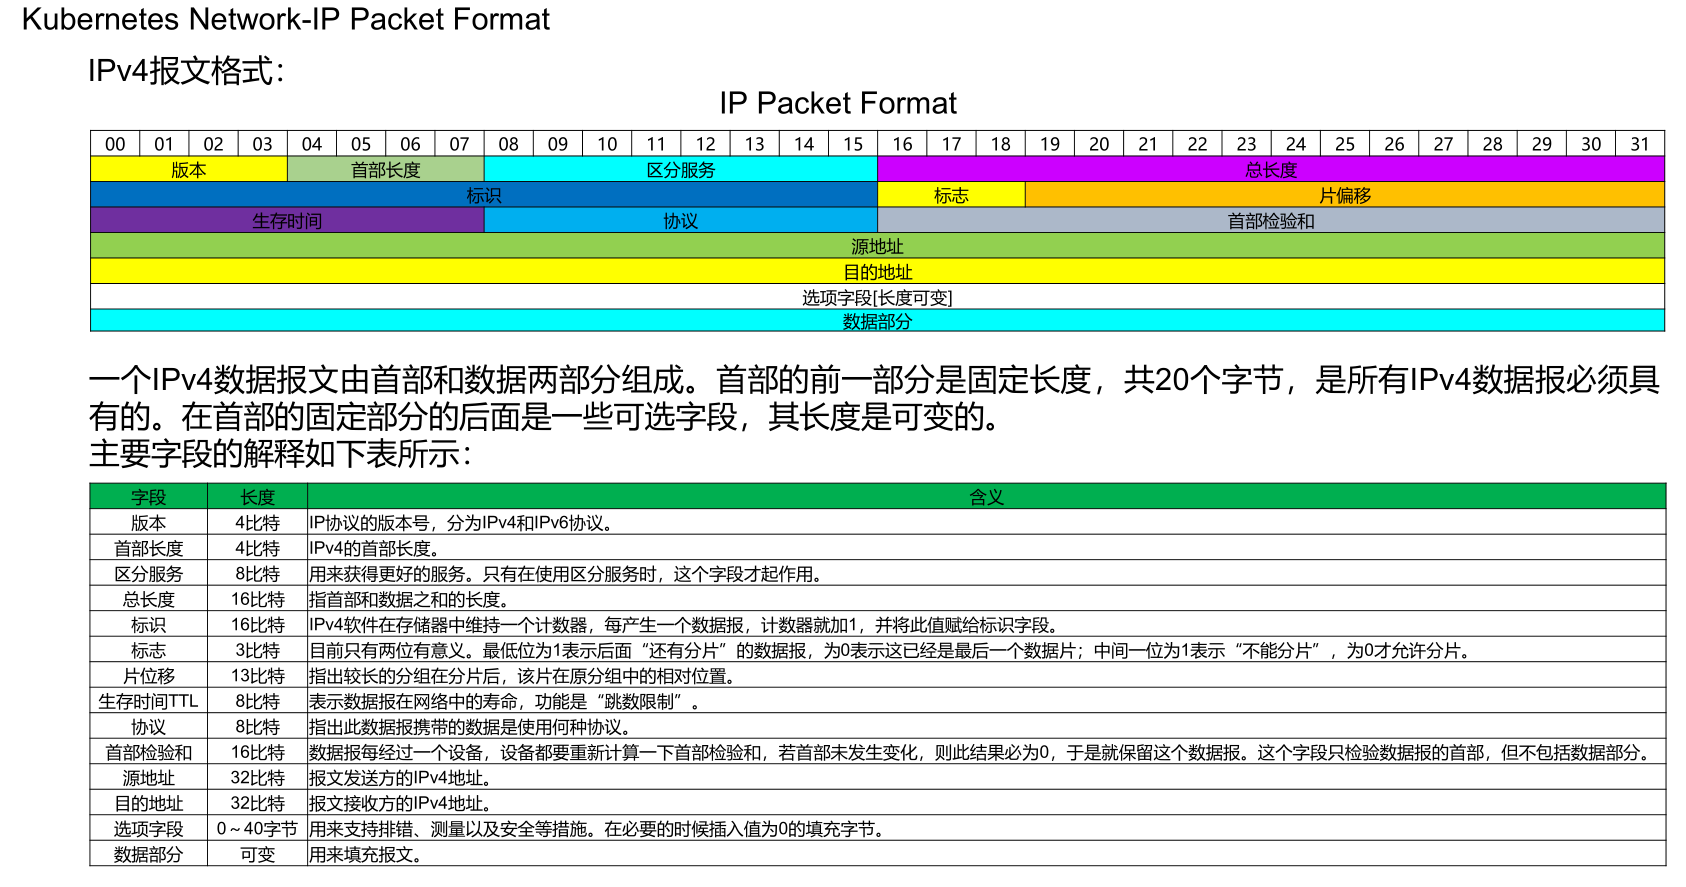 Kubernetes Network-IP Packet Format
IPv4报文格式：
IP Packet Format
00 01 02 03 04 05 06 07 08 09 10 11 12 13 14 15 16 17 18 19 20 21 22 23 24 25 26 27 28 29 30 31
版本 首部长度 区分服务 总长度
标识 标志 片偏移
生存时间 协议 首部检验和
源地址
目的地址
选项字段[长度可变]
数据部分
一个IPv4数据报文由首部和数据两部分组成。首部的前一部分是固定长度，共20个字节，是所有IPv4数据报必须具
有的。在首部的固定部分的后面是一些可选字段，其长度是可变的。
主要字段的解释如下表所示：
字段 长度 含义
版本 4比特 IP协议的版本号，分为IPv4和IPv6协议。
首部长度 4比特 IPv4的首部长度。
区分服务 8比特 用来获得更好的服务。只有在使用区分服务时，这个字段才起作用。
总长度 16比特 指首部和数据之和的长度。
标识 16比特 IPv4软件在存储器中维持一个计数器，每产生一个数据报，计数器就加1，并将此值赋给标识字段。
标志 3比特 目前只有两位有意义。最低位为1表示后面“还有分片”的数据报，为0表示这已经是最后一个数据片；中间一位为1表示“不能分片”，为0才允许分片。
片位移 13比特 指出较长的分组在分片后，该片在原分组中的相对位置。
生存时间TTL 8比特 表示数据报在网络中的寿命，功能是“跳数限制”。
协议 8比特 指出此数据报携带的数据是使用何种协议。
首部检验和 16比特 数据报每经过一个设备，设备都要重新计算一下首部检验和，若首部未发生变化，则此结果必为0，于是就保留这个数据报。这个字段只检验数据报的首部，但不包括数据部分。
源地址 32比特 报文发送方的IPv4地址。
目的地址 32比特 报文接收方的IPv4地址。
选项字段 0～40字节 用来支持排错、测量以及安全等措施。在必要的时候插入值为0的填充字节。
数据部分 可变 用来填充报文。